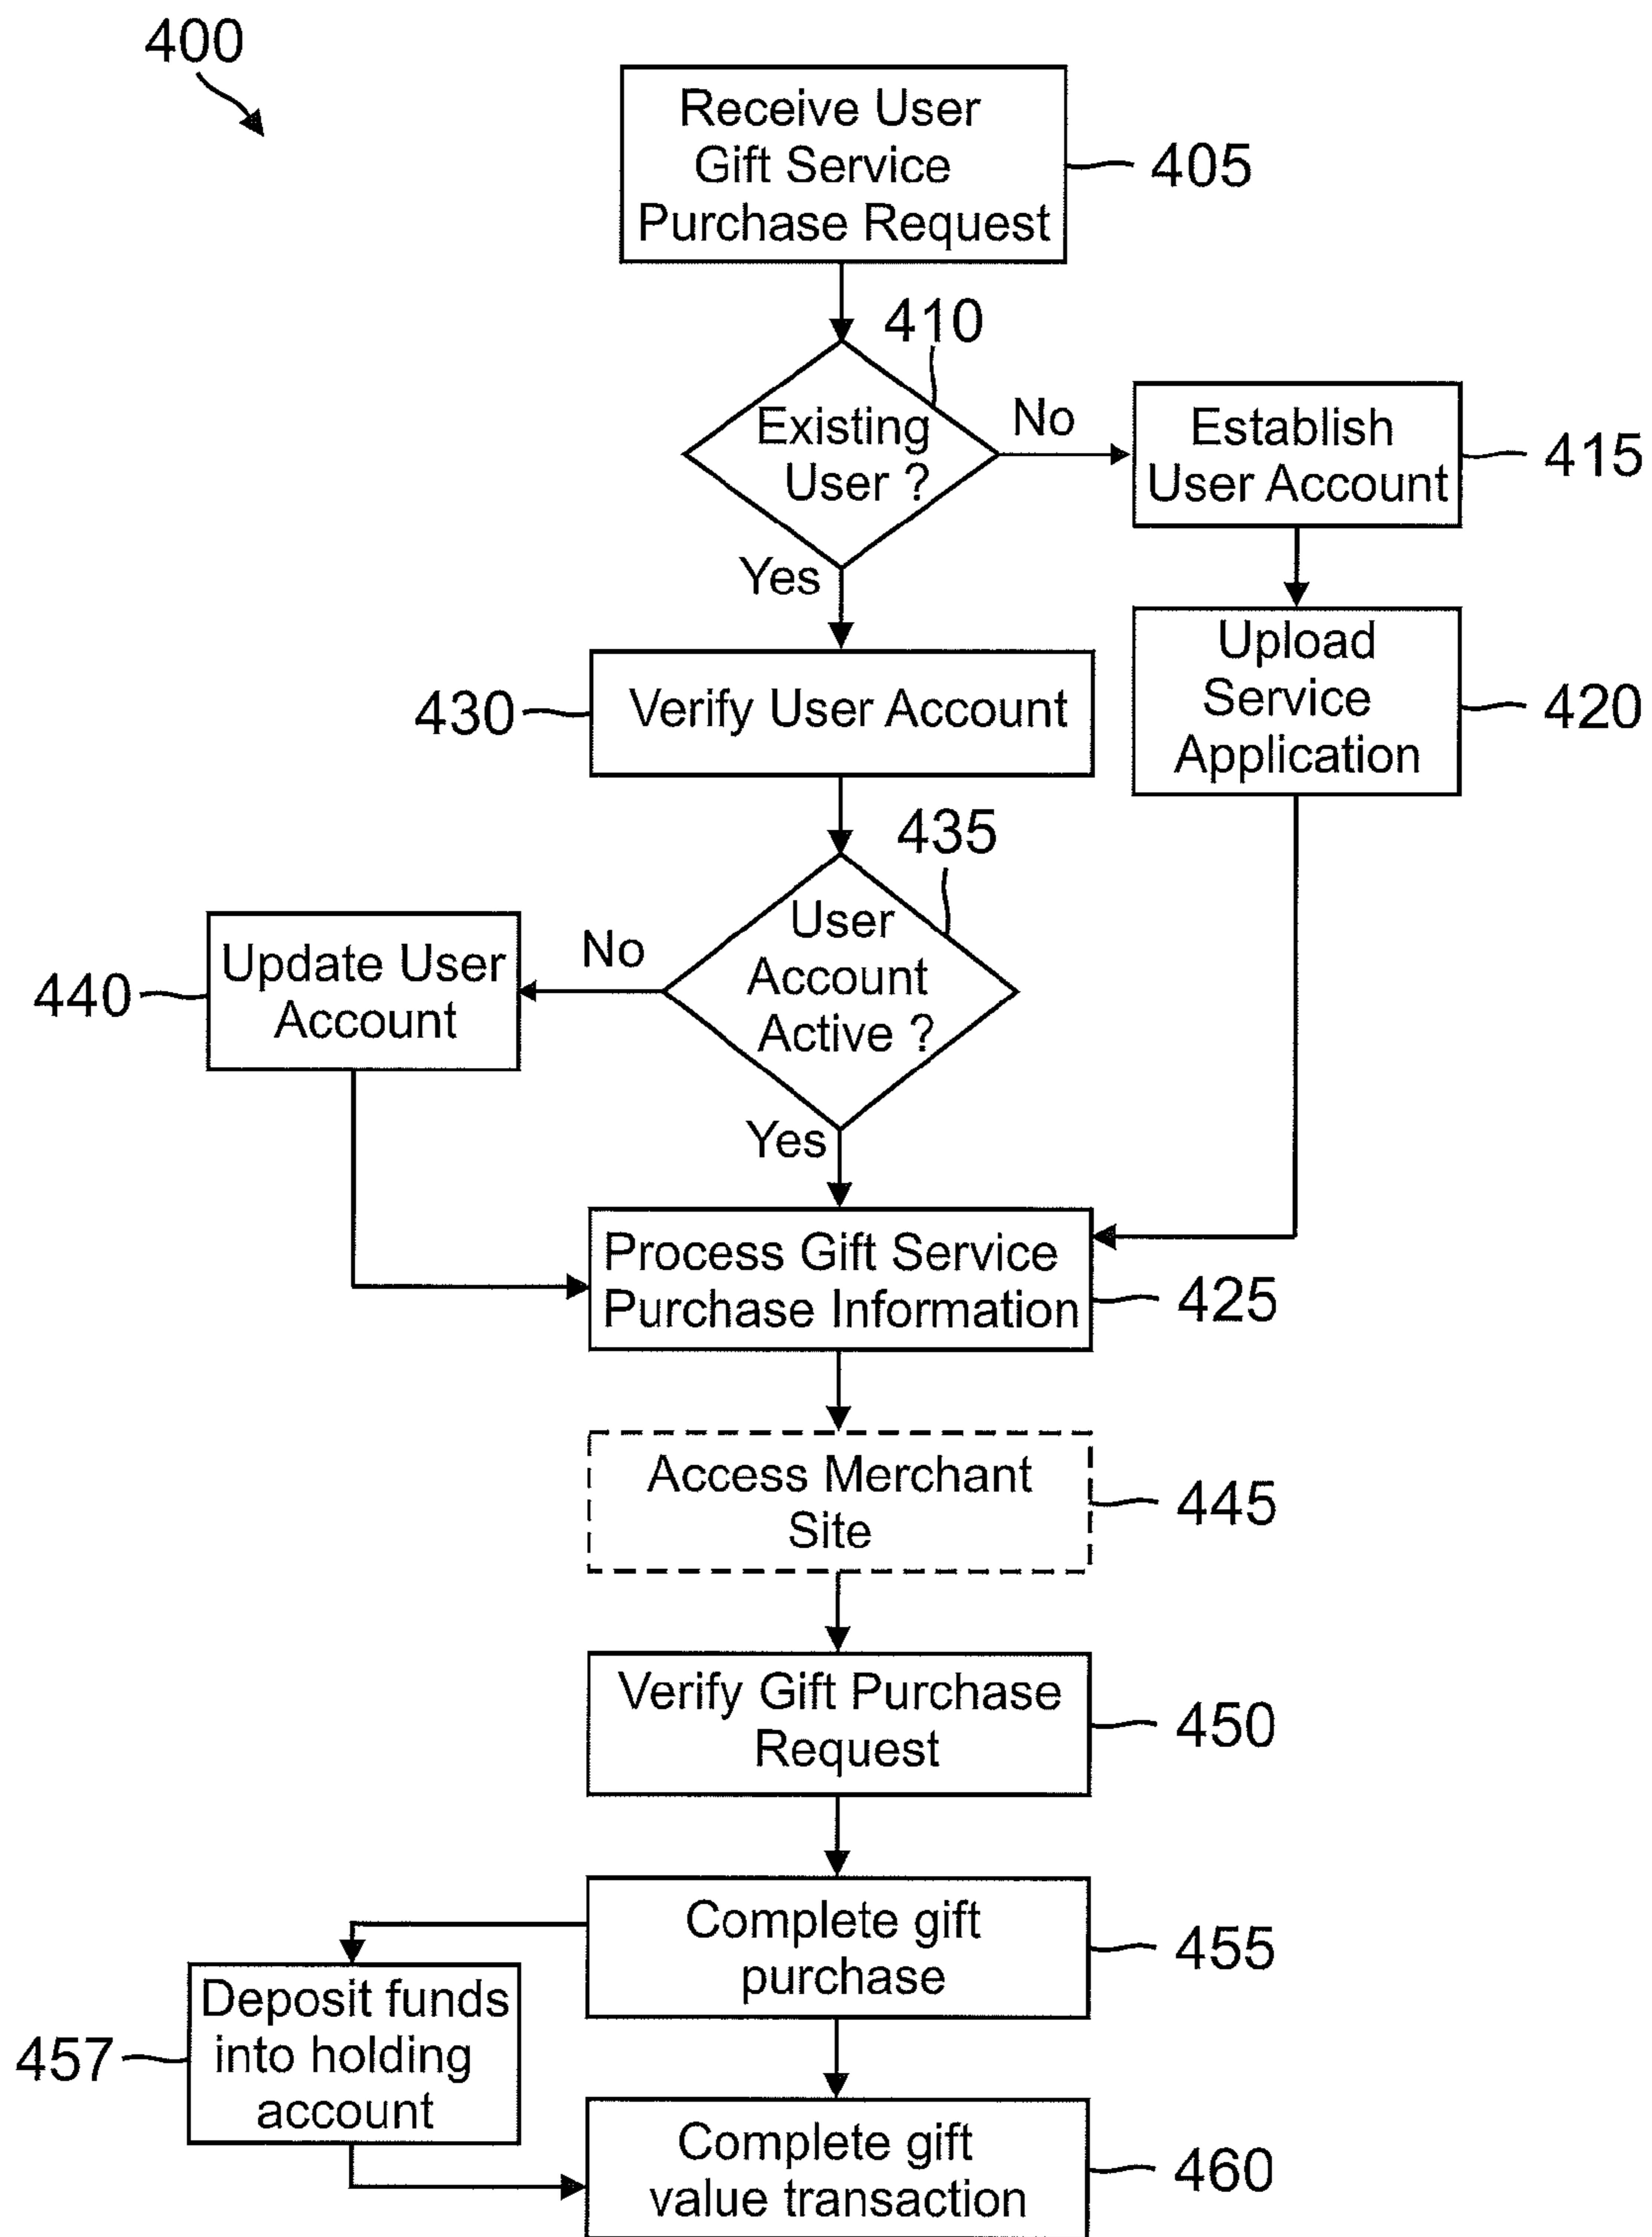 400
Receive User
Gift Service
Purchase Request
405
410
Existing
User ?
No
Establish
User Account
415
Yes
Upload
Service
Application
420
430
Verify User Account
435
User
Account
Active ?
No
Update User
Account
440
Yes
Process Gift Service
Purchase Information
425
Access Merchant
Site
445
Verify Gift Purchase
Request
450
Complete gift
purchase
455
Deposit funds
into holding
account
457
Complete gift
value transaction
460